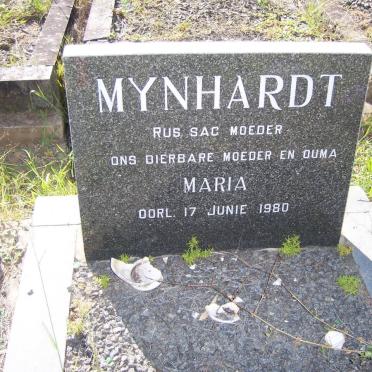 MYNHARDT
RUS SAG MOEDER
ONS DIERBARE MOEDER EN OUMA
MARIA
OORL. 17 JUNIE 1980